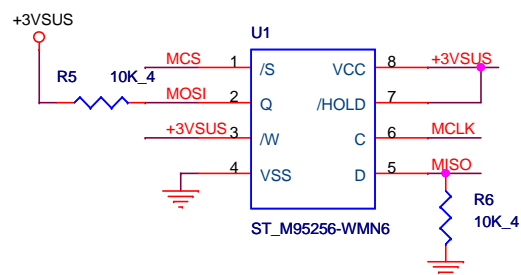 +3VSUS
U1
MCS 1 /S VCC 8 +3VSUS
R5 10K_4 MOSI 2 Q /HOLD 7
+3VSUS 3 /W C 6 MCLK
4 VSS D 5 MISO
R6
10K_4
ST_M95256-WMN6